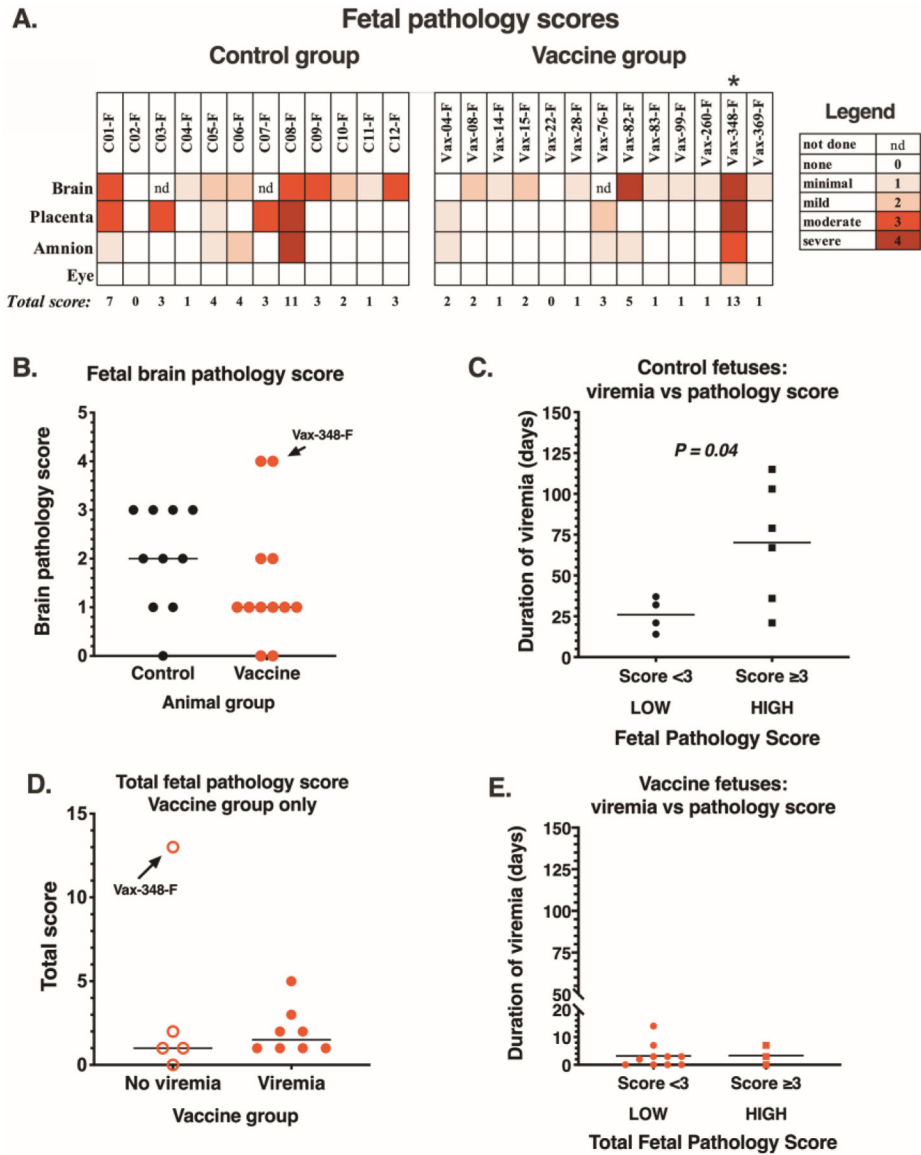 A.
Fetal pathology scores
Control group
Vaccine group
*
C01-F C02-F C03-F C04-F C05-F C06-F C07-F C08-F C09-F C10-F C11-F C12-F
Vax-04-F Vax-08-F Vax-14-F Vax-15-F Vax-22-F Vax-28-F Vax-76-F Vax-82-F Vax-83-F Vax-99-F Vax-260-F Vax-348-F Vax-369-F
Brain nd nd nd
Placenta
Amnion
Eye
Total score: 7 0 3 1 4 4 3 11 3 2 1 3 2 2 1 2 0 1 3 5 1 1 1 13 1
Legend
not done nd
none 0
minimal 1
mild 2
moderate 3
severe 4
B.
Fetal brain pathology score
Brain pathology score
5
4
3
2
1
0
Vax-348-F
Control Vaccine
Animal group
C.
Control fetuses:
viremia vs pathology score
Duration of viremia (days)
150
125
100
75
50
25
0
P = 0.04
Score <3 Score ≥3
LOW HIGH
Fetal Pathology Score
D.
Total fetal pathology score
Vaccine group only
Total score
15
10
5
0
Vax-348-F
No viremia Viremia
Vaccine group
E.
Vaccine fetuses:
viremia vs pathology score
Duration of viremia (days)
150
125
100
75
50
20
10
0
Score <3 Score ≥3
LOW HIGH
Total Fetal Pathology Score